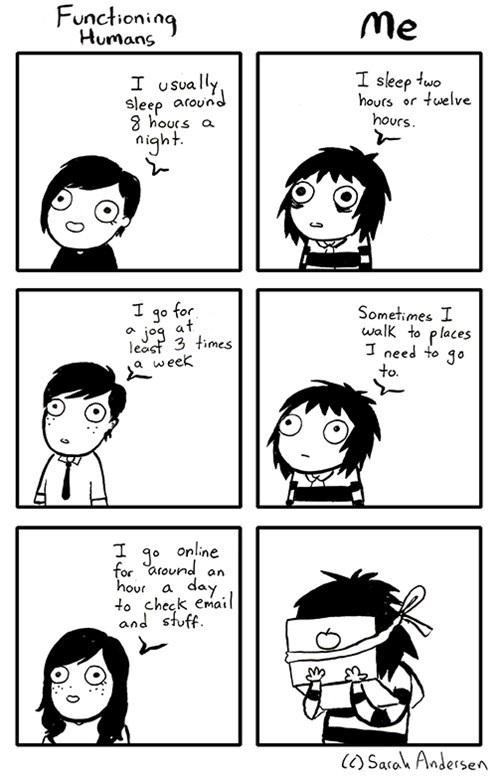 Functioning
Humans
Me
I usually
sleep around
8 hours a
night.
I sleep two
hours or twelve
hours.
I go for
a jog at
least 3 times
a week
Sometimes I
walk to places
I need to go
to.
I go online
for around an
hour a day
to check email
and stuff.
(c) Sarah Andersen